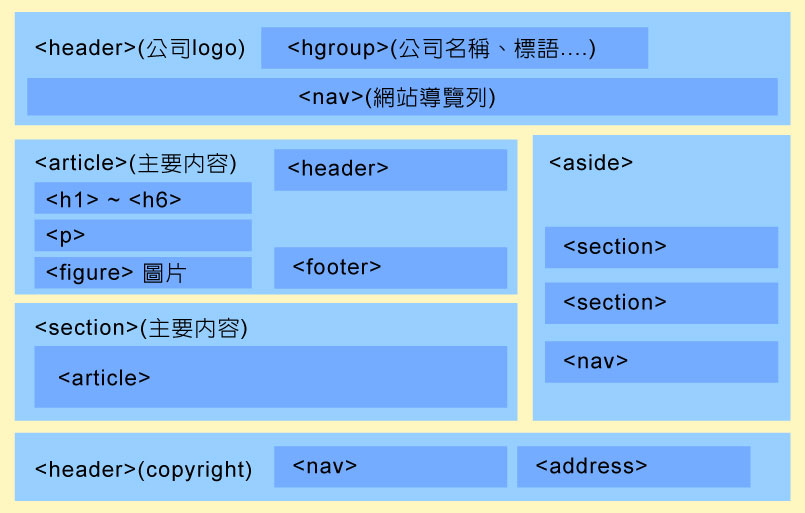 <header>(公司logo)
<hgroup>(公司名稱、標語....)
<nav>(網站導覽列)
<article>(主要内容)
<h1> ~ <h6>
<p>
<figure> 圖片
<header>
<footer>
<section>(主要内容)
<article>
<aside>
<section>
<section>
<nav>
<header>(copyright)
<nav>
<address>